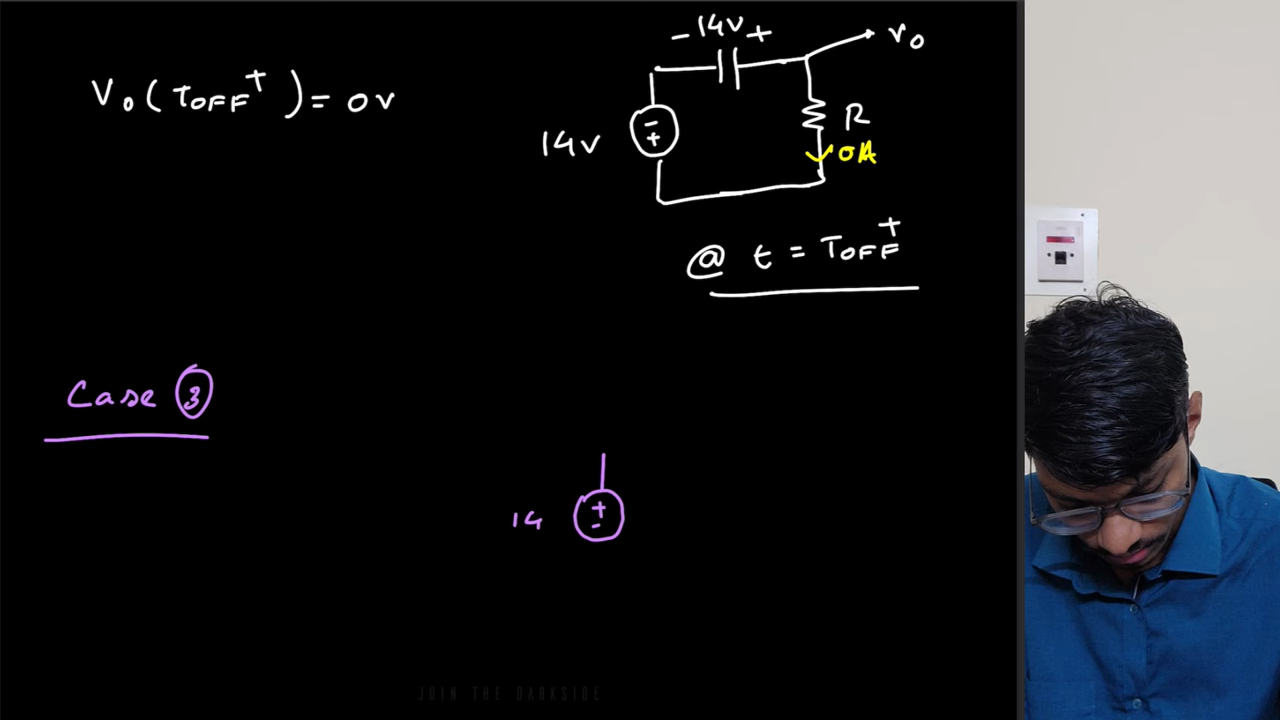 - 14V +
V₀
V₀ ( TOFF⁺ ) = 0V
14V
- +
R
0A
@ t = TOFF⁺
Case ③
14
+ -
JOIN THE DARKSIDE